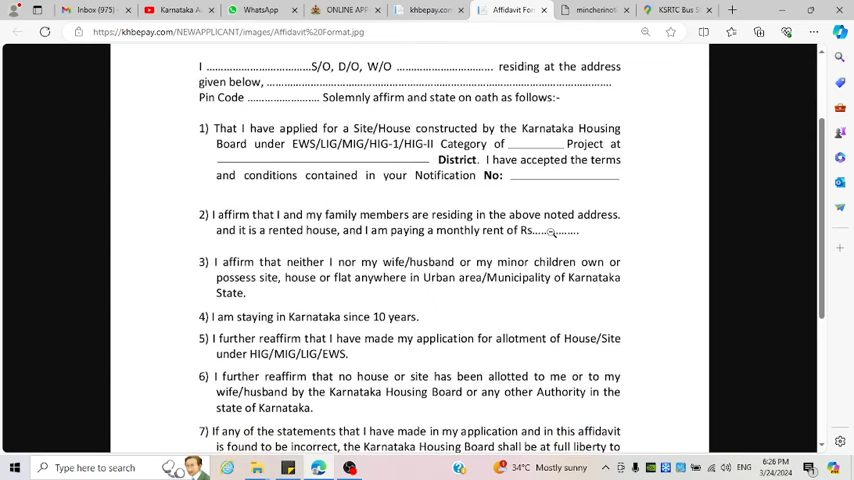 Inbox (975)
Karnataka A
WhatsApp
ONLINE APP
khbepay.com/
Affidavit For
mincherinoti
KSRTC Bus S
https://khbepay.com/NEWAPPLICANT/images/Affidavit%20Format.jpg
I ........................S/O, D/O, W/O ................................ residing at the address
given below, ................................................................................................
Pin Code ........................ Solemnly affirm and state on oath as follows:-
1) That I have applied for a Site/House constructed by the Karnataka Housing
Board under EWS/LIG/MIG/HIG-1/HIG-II Category of _________ Project at
__________________________________ District. I have accepted the terms
and conditions contained in your Notification No: __________________
2) I affirm that I and my family members are residing in the above noted address.
and it is a rented house, and I am paying a monthly rent of Rs...............
3) I affirm that neither I nor my wife/husband or my minor children own or
possess site, house or flat anywhere in Urban area/Municipality of Karnataka
State.
4) I am staying in Karnataka since 10 years.
5) I further reaffirm that I have made my application for allotment of House/Site
under HIG/MIG/LIG/EWS.
6) I further reaffirm that no house or site has been allotted to me or to my
wife/husband by the Karnataka Housing Board or any other Authority in the
state of Karnataka.
7) If any of the statements that I have made in my application and in this affidavit
is found to be incorrect, the Karnataka Housing Board shall be at full liberty to
Type here to search
34°C Mostly sunny
ENG
6:26 PM
3/24/2024